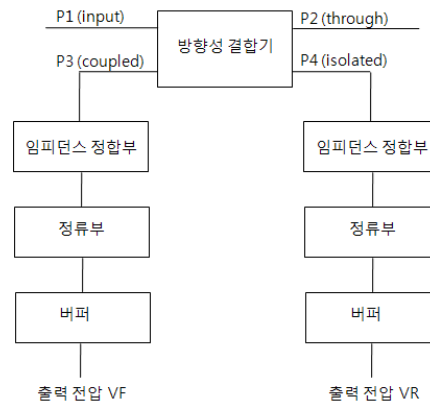 P1 (input)
P2 (through)
방향성 결합기
P3 (coupled)
P4 (isolated)
임피던스 정합부
임피던스 정합부
정류부
정류부
버퍼
버퍼
출력 전압 VF
출력 전압 VR